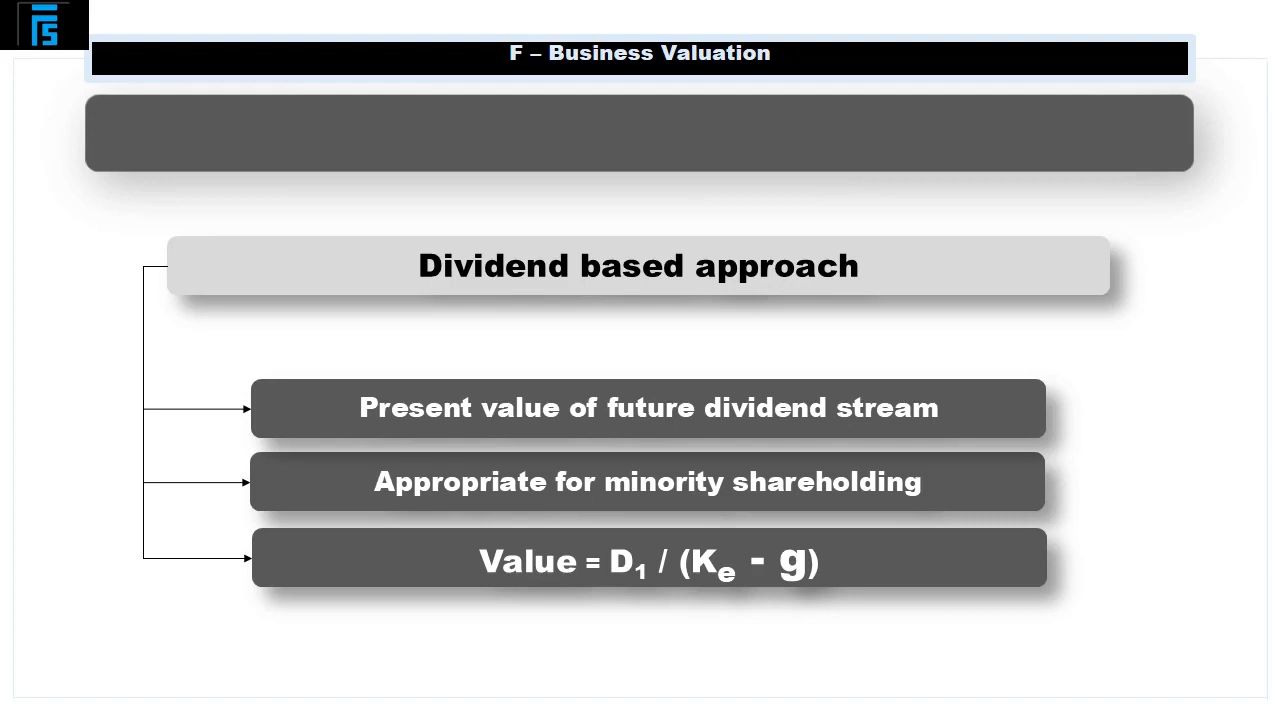 F – Business Valuation
Dividend based approach
Present value of future dividend stream
Appropriate for minority shareholding
Value = D₁ / (Kₑ - g)